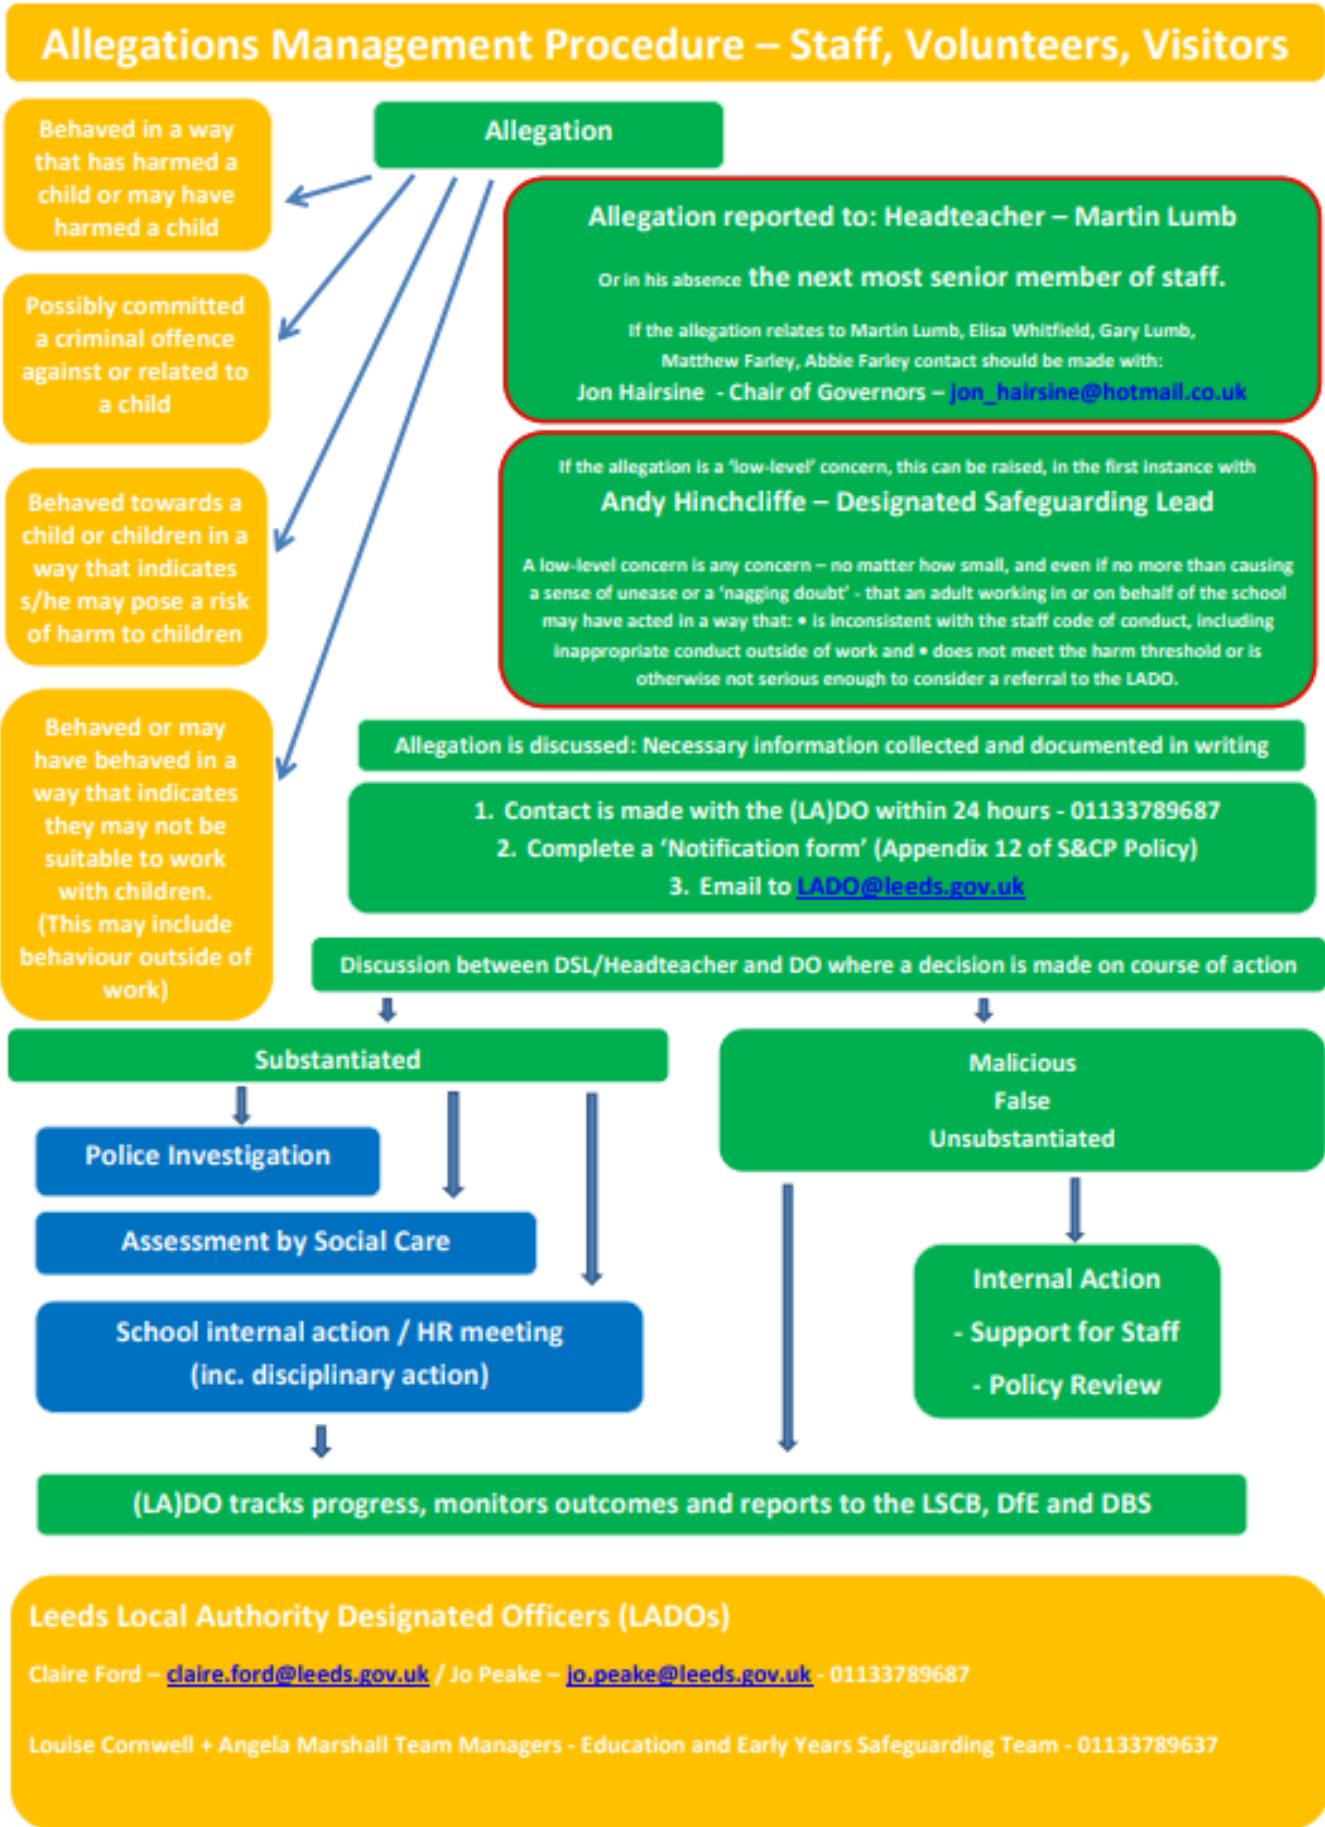 Allegations Management Procedure – Staff, Volunteers, Visitors
Allegation
Behaved in a way
that has harmed a
child or may have
harmed a child
Possibly committed
a criminal offence
against or related to
a child
Behaved towards a
child or children in a
way that indicates
s/he may pose a risk
of harm to children
Behaved or may
have behaved in a
way that indicates
they may not be
suitable to work
with children.
(This may include
behaviour outside of
work)
Allegation reported to: Headteacher – Martin Lumb
Or in his absence the next most senior member of staff.
If the allegation relates to Martin Lumb, Elisa Whitfield, Gary Lumb,
Matthew Farley, Abbie Farley contact should be made with:
Jon Hairsine - Chair of Governors – jon_hairsine@hotmail.co.uk
If the allegation is a ‘low-level’ concern, this can be raised, in the first instance with
Andy Hinchcliffe – Designated Safeguarding Lead
A low-level concern is any concern – no matter how small, and even if no more than causing
a sense of unease or a ‘nagging doubt’ - that an adult working in or on behalf of the school
may have acted in a way that: • is inconsistent with the staff code of conduct, including
inappropriate conduct outside of work and • does not meet the harm threshold or is
otherwise not serious enough to consider a referral to the LADO.
Allegation is discussed: Necessary information collected and documented in writing
1. Contact is made with the (LA)DO within 24 hours - 01133789687
2. Complete a ‘Notification form’ (Appendix 12 of S&CP Policy)
3. Email to LADO@leeds.gov.uk
Discussion between DSL/Headteacher and DO where a decision is made on course of action
Substantiated
Police Investigation
Assessment by Social Care
School internal action / HR meeting
(inc. disciplinary action)
Malicious
False
Unsubstantiated
Internal Action
- Support for Staff
- Policy Review
(LA)DO tracks progress, monitors outcomes and reports to the LSCB, DfE and DBS
Leeds Local Authority Designated Officers (LADOs)
Claire Ford – claire.ford@leeds.gov.uk / Jo Peake – jo.peake@leeds.gov.uk - 01133789687
Louise Cornwell + Angela Marshall Team Managers - Education and Early Years Safeguarding Team - 01133789637